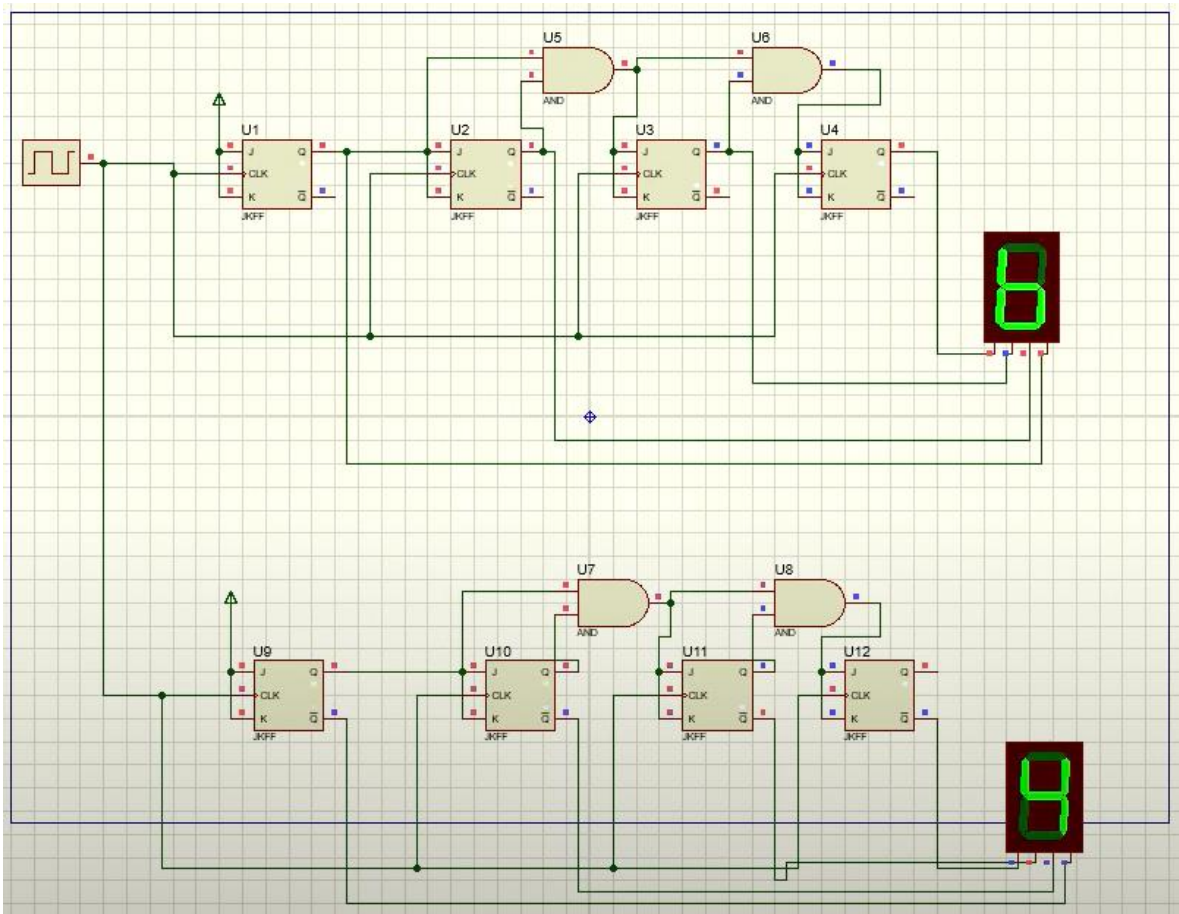 U5
U6
AND
AND
U1
U2
U3
U4
J
Q
J
Q
J
Q
J
Q
CLK
CLK
CLK
CLK
K
Q̅
K
Q̅
K
Q̅
K
Q̅
JKFF
JKFF
JKFF
JKFF
b
U7
U8
AND
AND
U9
U10
U11
U12
J
Q
J
Q
J
Q
J
Q
CLK
CLK
CLK
CLK
K
Q̅
K
Q̅
K
Q̅
K
Q̅
JKFF
JKFF
JKFF
JKFF
4